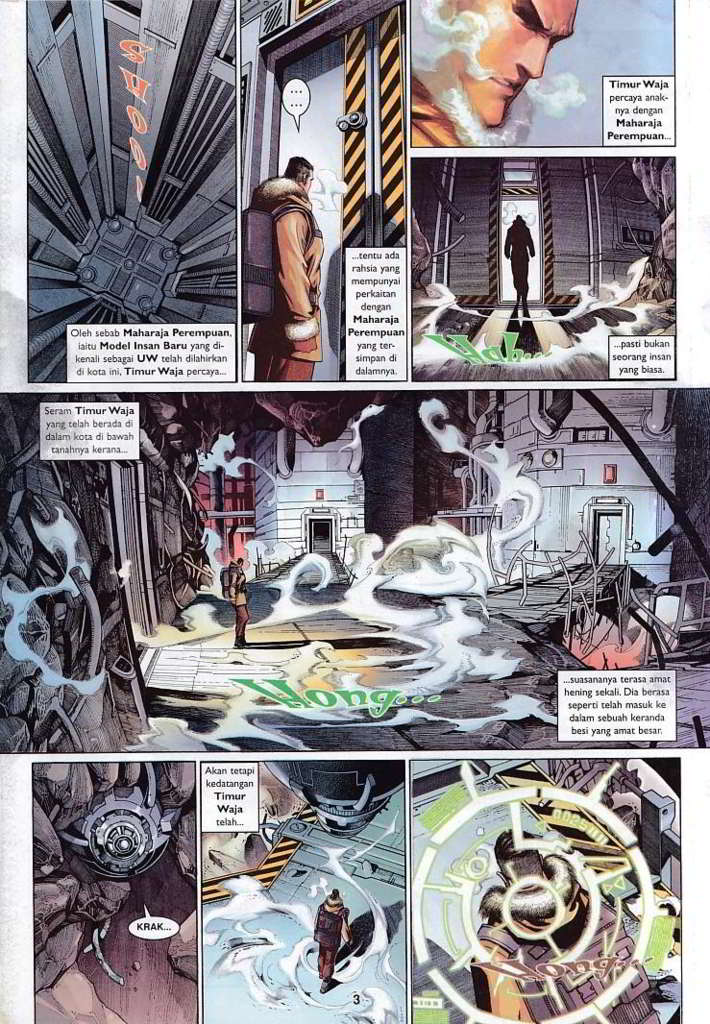 SHOO!
Oleh sebab Maharaja Perempuan,
iaitu Model Insan Baru yang di-
kenali sebagai UW telah dilahirkan
di kota ini, Timur Waja percaya...
...
...
...tentu ada
rahsia yang
mempunyai
perkaitan
dengan
Maharaja
Perempuan
yang ter-
simpan di
dalamnya.
Timur Waja
percaya anak-
nya dengan
Maharaja
Perempuan...
...pasti bukan
seorang insan
yang biasa.
Seram Timur Waja
yang telah berada di
dalam kota di bawah
tanahnya kerana...
Hong...
...suasananya terasa amat
hening sekali. Dia berasa
seperti telah masuk ke
dalam sebuah keranda
besi yang amat besar.
KRAK...
Akan tetapi
kedatangan
Timur
Waja
telah...
3
Hong...